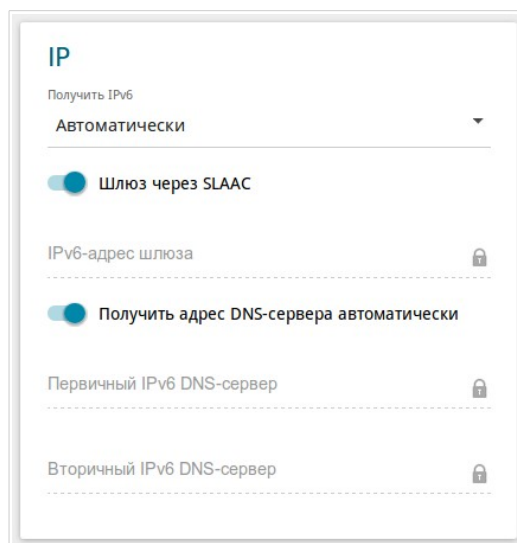 IP
Получить IPv6
Автоматически
Шлюз через SLAAC
IPv6-адрес шлюза
Получить адрес DNS-сервера автоматически
Первичный IPv6 DNS-сервер
Вторичный IPv6 DNS-сервер